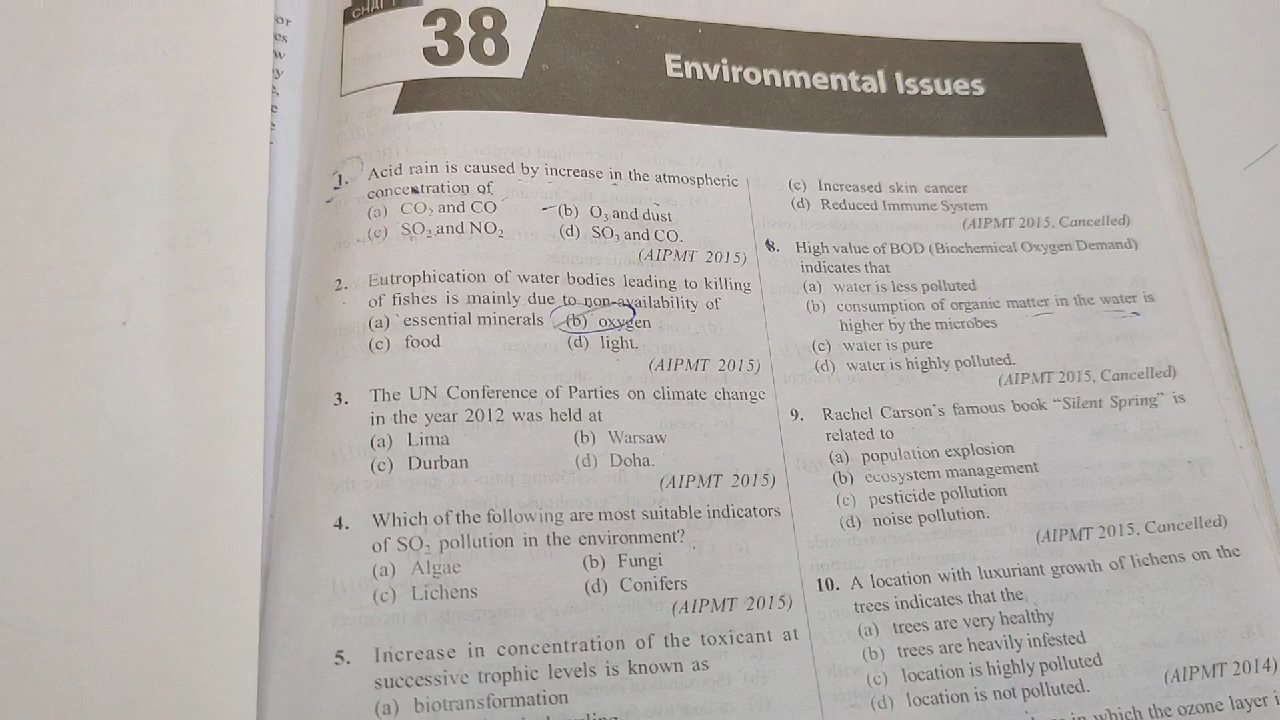 or
es
w
y
38
Environmental Issues
1. Acid rain is caused by increase in the atmospheric
concentration of
(a) CO2 and CO (b) O3 and dust
(c) SO2 and NO2 (d) SO3 and CO.
(AIPMT 2015)
2. Eutrophication of water bodies leading to killing
of fishes is mainly due to non-availability of
(a) essential minerals (b) oxygen
(c) food (d) light.
(AIPMT 2015)
3. The UN Conference of Parties on climate change
in the year 2012 was held at
(a) Lima (b) Warsaw
(c) Durban (d) Doha.
(AIPMT 2015)
4. Which of the following are most suitable indicators
of SO2 pollution in the environment?
(a) Algae (b) Fungi
(c) Lichens (d) Conifers
(AIPMT 2015)
5. Increase in concentration of the toxicant at
successive trophic levels is known as
(a) biotransformation
(c) Increased skin cancer
(d) Reduced Immune System
(AIPMT 2015, Cancelled)
8. High value of BOD (Biochemical Oxygen Demand)
indicates that
(a) water is less polluted
(b) consumption of organic matter in the water is
higher by the microbes
(c) water is pure
(d) water is highly polluted.
(AIPMT 2015, Cancelled)
9. Rachel Carson's famous book “Silent Spring” is
related to
(a) population explosion
(b) ecosystem management
(c) pesticide pollution
(d) noise pollution.
(AIPMT 2015, Cancelled)
10. A location with luxuriant growth of lichens on the
trees indicates that the
(a) trees are very healthy
(b) trees are heavily infested
(c) location is highly polluted
(d) location is not polluted.
(AIPMT 2014)
in which the ozone layer